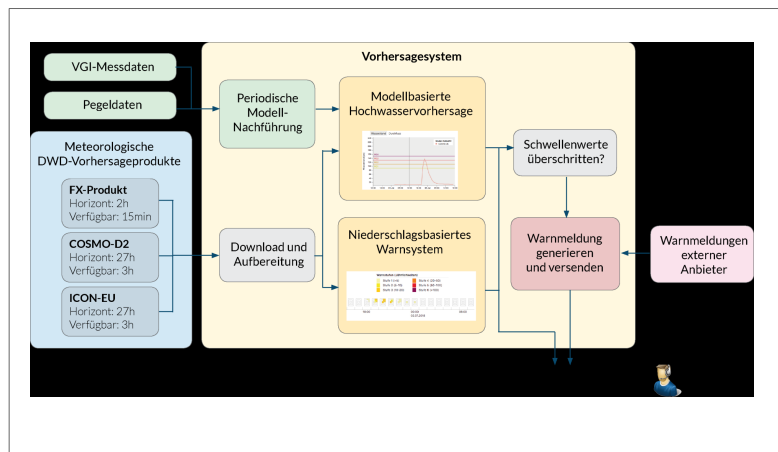 Vorhersagesystem
VGI-Messdaten
Pegeldaten
Periodische
Modell-
Nachführung
Modellbasierte
Hochwasservorhersage
Schwellenwerte
überschritten?
Meteorologische
DWD-Vorhersageprodukte
FX-Produkt
Horizont: 2h
Verfügbar: 15min
COSMO-D2
Horizont: 27h
Verfügbar: 3h
ICON-EU
Horizont: 27h
Verfügbar: 3h
Download und
Aufbereitung
Niederschlagsbasiertes
Warnsystem
Warnmeldung
generieren
und versenden
Warnmeldungen
externer
Anbieter